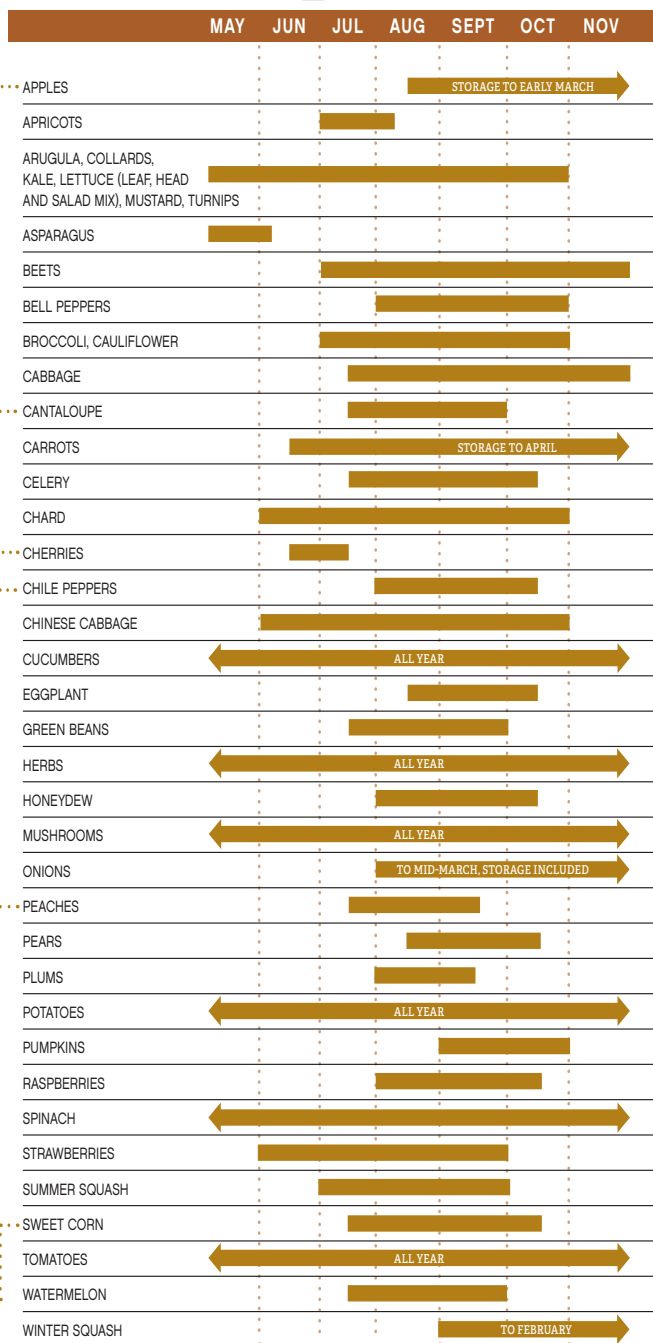 MAY JUN JUL AUG SEPT OCT NOV
APPLES STORAGE TO EARLY MARCH
APRICOTS
ARUGULA, COLLARDS,
KALE, LETTUCE (LEAF, HEAD
AND SALAD MIX), MUSTARD, TURNIPS
ASPARAGUS
BEETS
BELL PEPPERS
BROCCOLI, CAULIFLOWER
CABBAGE
CANTALOUPE
CARROTS STORAGE TO APRIL
CELERY
CHARD
CHERRIES
CHILE PEPPERS
CHINESE CABBAGE
CUCUMBERS ALL YEAR
EGGPLANT
GREEN BEANS
HERBS ALL YEAR
HONEYDEW
MUSHROOMS ALL YEAR
ONIONS TO MID-MARCH, STORAGE INCLUDED
PEACHES
PEARS
PLUMS
POTATOES ALL YEAR
PUMPKINS
RASPBERRIES
SPINACH
STRAWBERRIES
SUMMER SQUASH
SWEET CORN
TOMATOES ALL YEAR
WATERMELON
WINTER SQUASH TO FEBRUARY